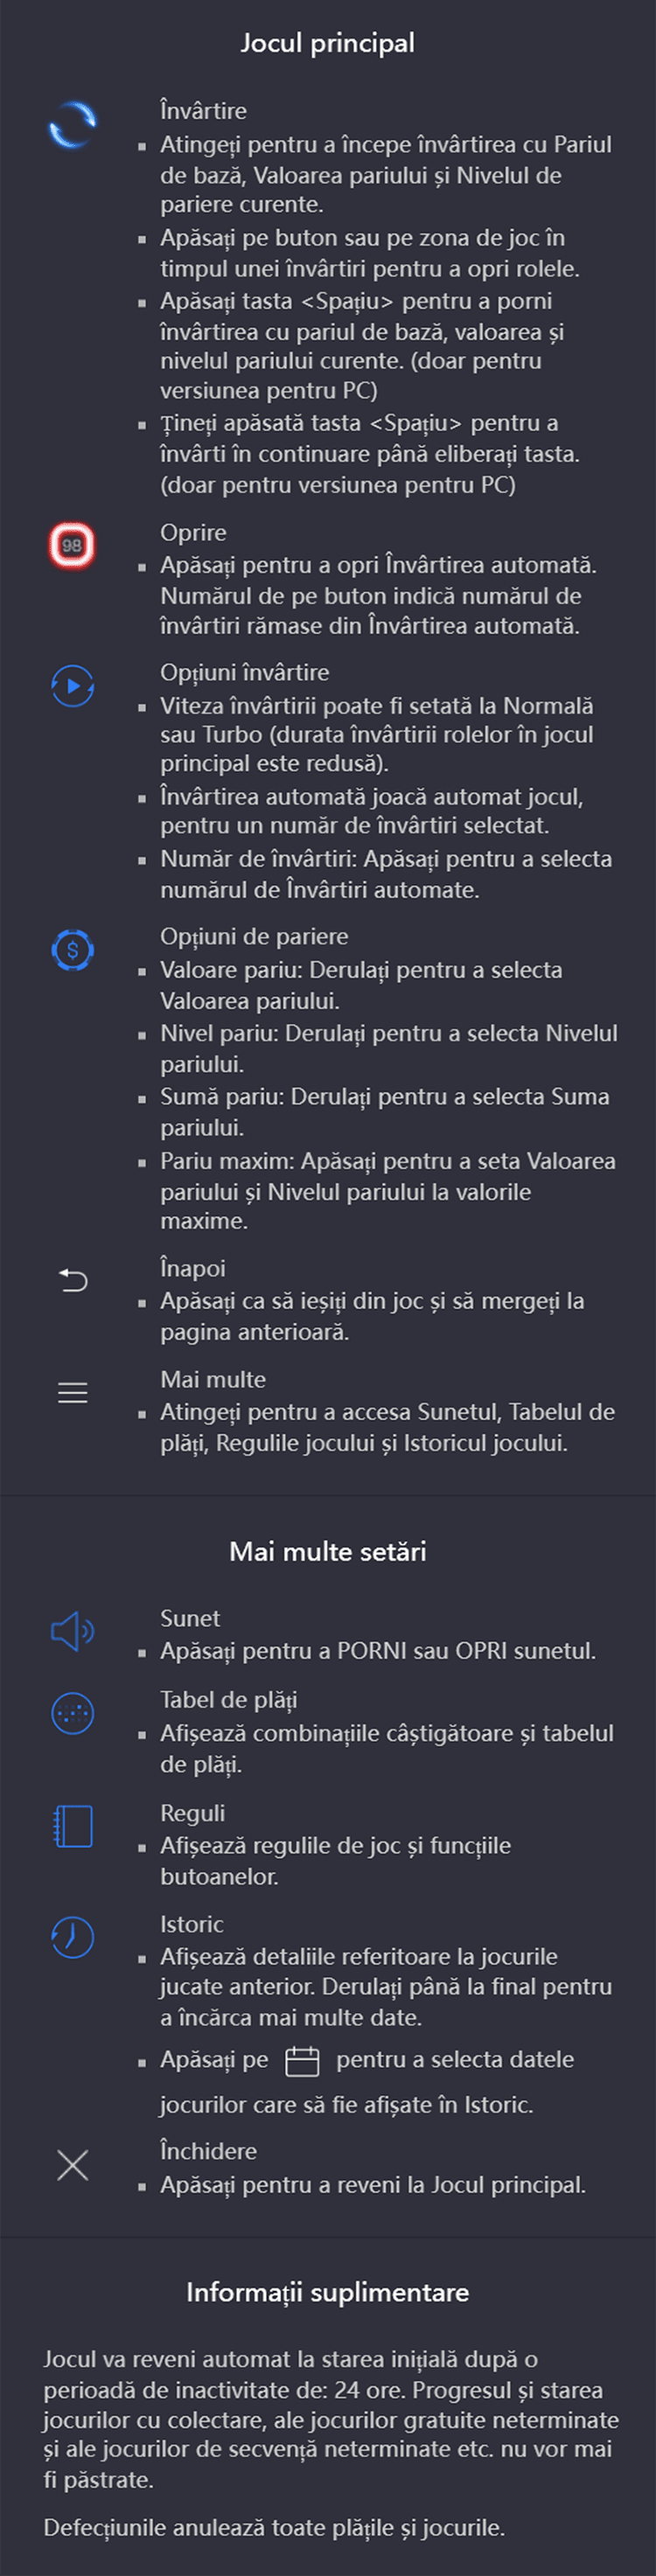 Jocul principal
Învârtire
▪ Atingeți pentru a începe învârtirea cu Pariul
de bază, Valoarea pariului și Nivelul de
pariere curente.
▪ Apăsați pe buton sau pe zona de joc în
timpul unei învârtiri pentru a opri rolele.
▪ Apăsați tasta <Spațiu> pentru a porni
învârtirea cu pariul de bază, valoarea și
nivelul pariului curente. (doar pentru
versiunea pentru PC)
▪ Țineți apăsată tasta <Spațiu> pentru a
învârti în continuare până eliberați tasta.
(doar pentru versiunea pentru PC)
98
Oprire
▪ Apăsați pentru a opri Învârtirea automată.
Numărul de pe buton indică numărul de
învârtiri rămase din Învârtirea automată.
Opțiuni învârtire
▪ Viteza învârtirii poate fi setată la Normală
sau Turbo (durata învârtirii rolelor în jocul
principal este redusă).
▪ Învârtirea automată joacă automat jocul,
pentru un număr de învârtiri selectat.
▪ Număr de învârtiri: Apăsați pentru a selecta
numărul de Învârtiri automate.
$
Opțiuni de pariere
▪ Valoare pariu: Derulați pentru a selecta
Valoarea pariului.
▪ Nivel pariu: Derulați pentru a selecta Nivelul
pariului.
▪ Sumă pariu: Derulați pentru a selecta Suma
pariului.
▪ Pariu maxim: Apăsați pentru a seta Valoarea
pariului și Nivelul pariului la valorile
maxime.
Înapoi
▪ Apăsați ca să ieșiți din joc și să mergeți la
pagina anterioară.
Mai multe
▪ Atingeți pentru a accesa Sunetul, Tabelul de
plăți, Regulile jocului și Istoricul jocului.
Mai multe setări
Sunet
▪ Apăsați pentru a PORNI sau OPRI sunetul.
Tabel de plăți
▪ Afișează combinațiile câștigătoare și tabelul
de plăți.
Reguli
▪ Afișează regulile de joc și funcțiile
butoanelor.
Istoric
▪ Afișează detaliile referitoare la jocurile
jucate anterior. Derulați până la final pentru
a încărca mai multe date.
▪ Apăsați pe pentru a selecta datele
jocurilor care să fie afișate în Istoric.
Închidere
▪ Apăsați pentru a reveni la Jocul principal.
Informații suplimentare
Jocul va reveni automat la starea inițială după o
perioadă de inactivitate de: 24 ore. Progresul și starea
jocurilor cu colectare, ale jocurilor gratuite neterminate
și ale jocurilor de secvență neterminate etc. nu vor mai
fi păstrate.
Defecțiunile anulează toate plățile și jocurile.